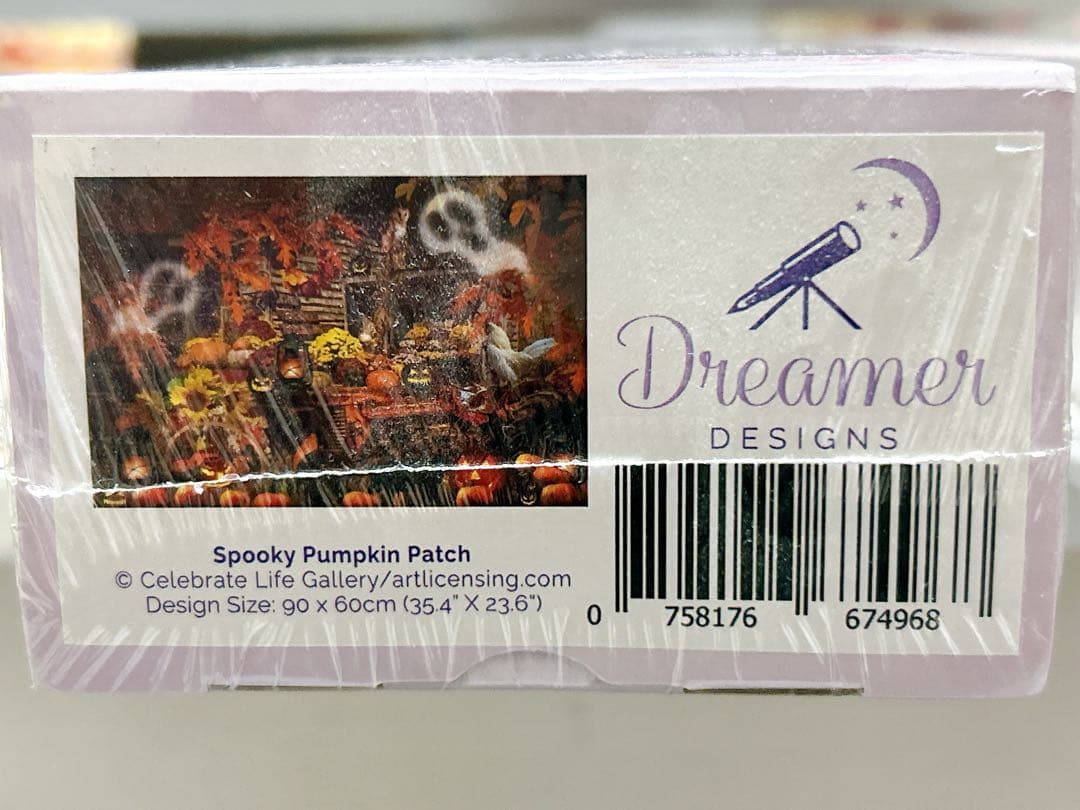 Dreamer
DESIGNS
Spooky Pumpkin Patch
© Celebrate Life Gallery/artlicensing.com
Design Size: 90 x 60cm (35.4" X 23.6")
0 758176 674968